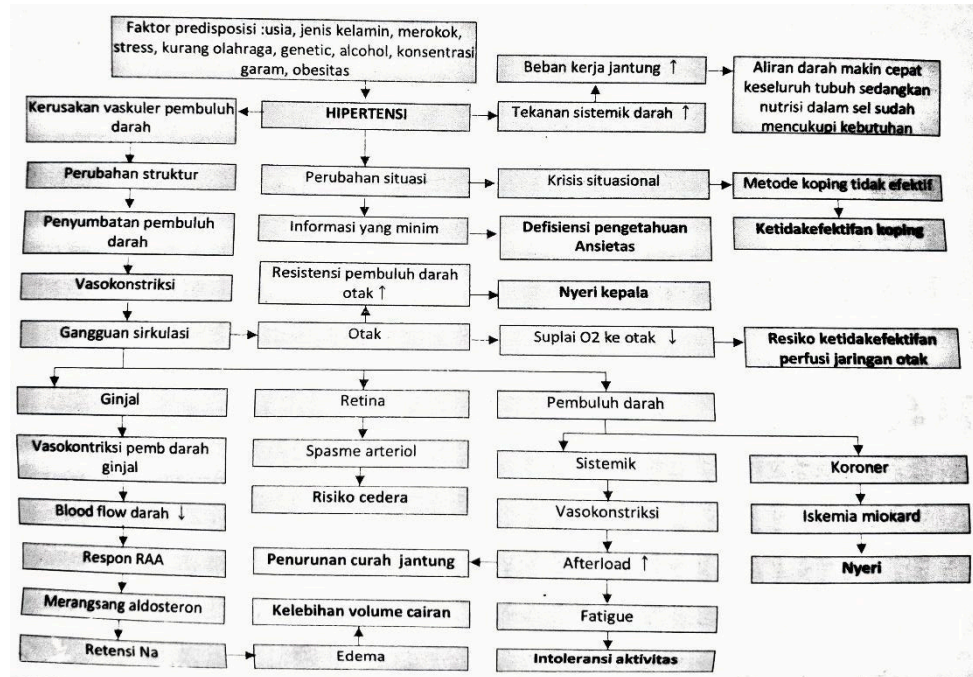 Faktor predisposisi :usia, jenis kelamin, merokok,
stress, kurang olahraga, genetic, alcohol, konsentrasi
garam, obesitas
Beban kerja jantung ↑
Aliran darah makin cepat
keseluruh tubuh sedangkan
nutrisi dalam sel sudah
mencukupi kebutuhan
Kerusakan vaskuler pembuluh
darah
HIPERTENSI
Tekanan sistemik darah ↑
Perubahan struktur
Perubahan situasi
Krisis situasional
Metode koping tidak efektif
Penyumbatan pembuluh
darah
Informasi yang minim
Defisiensi pengetahuan
Ansietas
Ketidakefektifan koping
Vasokonstriksi
Resistensi pembuluh darah
otak ↑
Nyeri kepala
Gangguan sirkulasi
Otak
Suplai O2 ke otak ↓
Resiko ketidakefektifan
perfusi jaringan otak
Ginjal
Retina
Pembuluh darah
Vasokontriksi pemb darah
ginjal
Spasme arteriol
Sistemik
Koroner
Blood flow darah ↓
Risiko cedera
Vasokonstriksi
Iskemia miokard
Respon RAA
Penurunan curah jantung
Afterload ↑
Nyeri
Merangsang aldosteron
Kelebihan volume cairan
Fatigue
Retensi Na
Edema
Intoleransi aktivitas